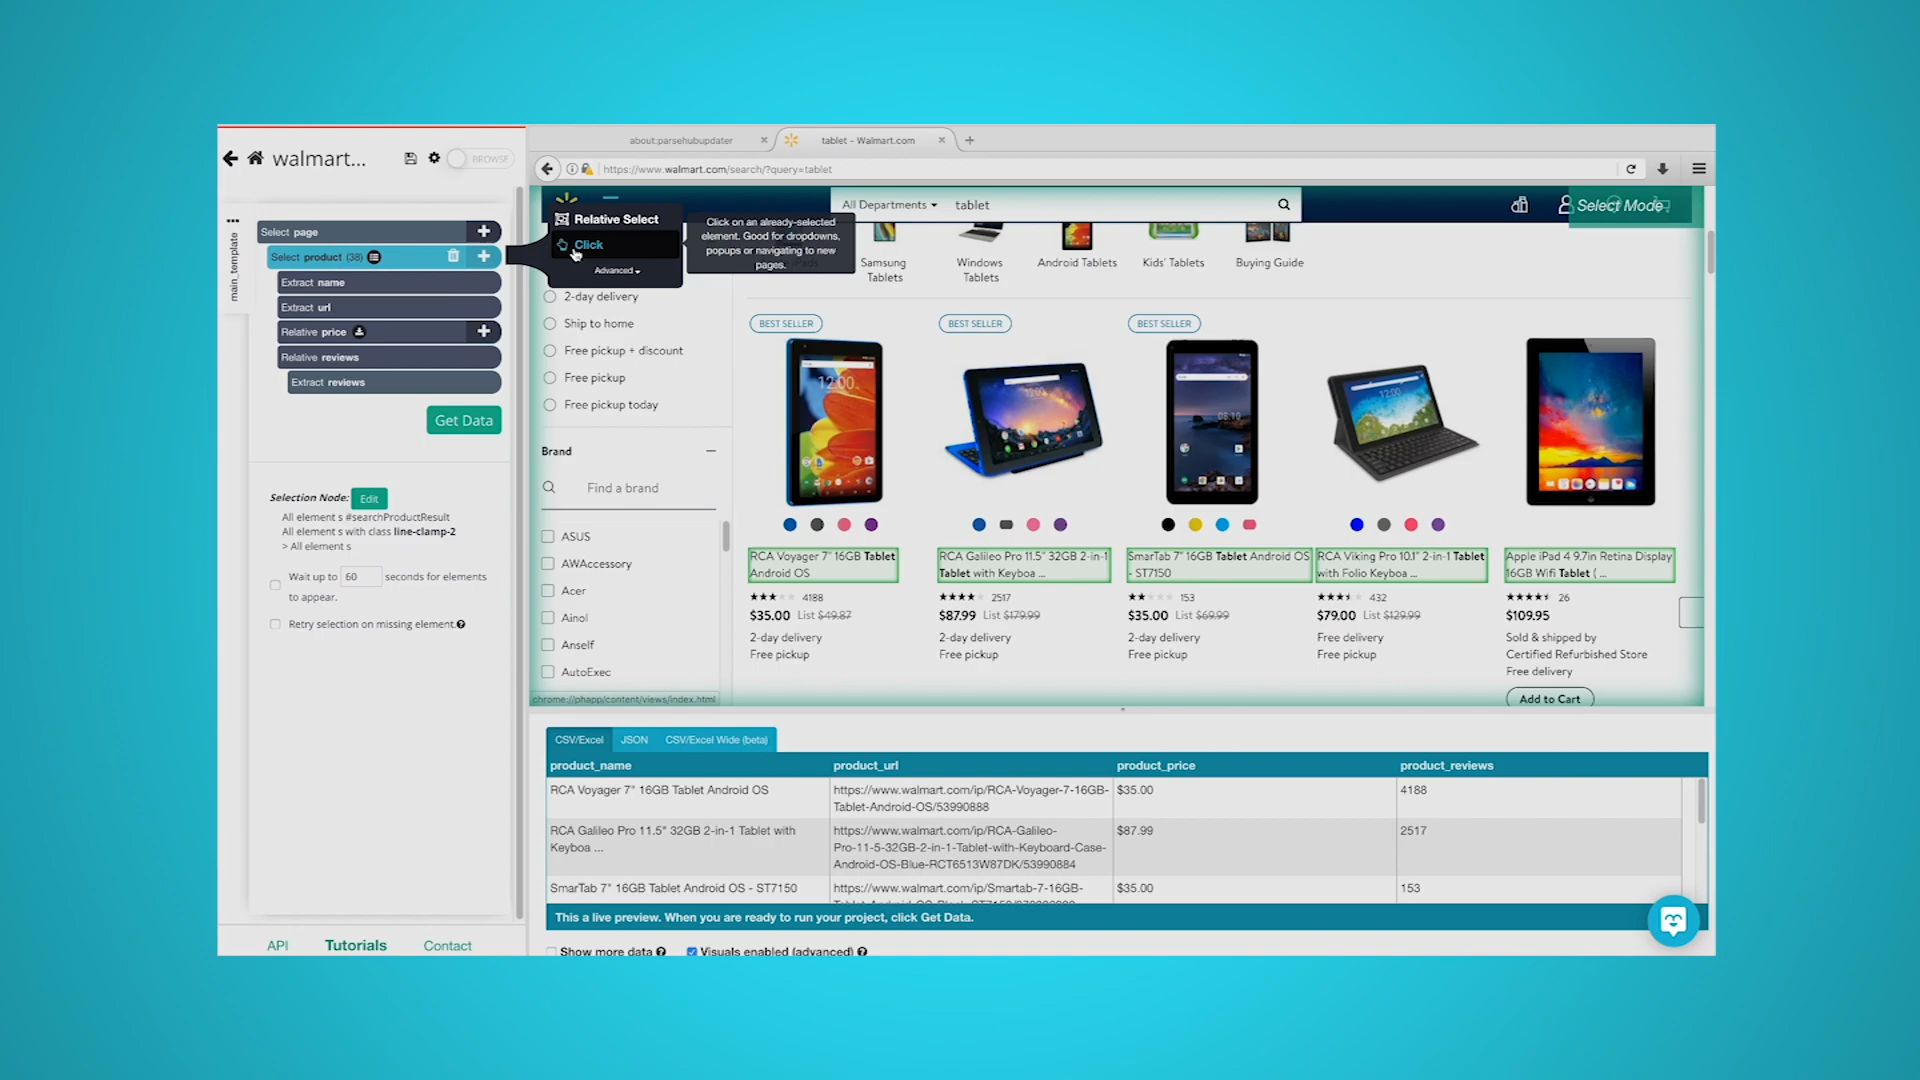 walmart...
BROWSE
main_template
Select page
Select product (38)
Extract name
Extract url
Relative price
Relative reviews
Extract reviews
Get Data
Selection Node: Edit
All element s #searchProductResult
All element s with class line-clamp-2
> All element s
Wait up to 60 seconds for elements
to appear.
Retry selection on missing element.
API Tutorials Contact
about:parsehubupdater
tablet - Walmart.com
https://www.walmart.com/search/?query=tablet
All Departments tablet
Select Mode
Relative Select
Click
Advanced
Click on an already-selected
element. Good for dropdowns,
popups or navigating to new
pages.
Samsung
Tablets
Windows
Tablets
Android Tablets
Kids' Tablets
Buying Guide
2-day delivery
Ship to home
Free pickup + discount
Free pickup
Free pickup today
Brand
Find a brand
ASUS
AWAccessory
Acer
Ainol
Anself
AutoExec
chrome://phapp/content/views/index.html
BEST SELLER
12:00
RCA Voyager 7" 16GB Tablet
Android OS
4188
$35.00 List $49.87
2-day delivery
Free pickup
BEST SELLER
RCA Galileo Pro 11.5" 32GB 2-in-1
Tablet with Keyboa ...
2517
$87.99 List $179.99
2-day delivery
Free pickup
BEST SELLER
08:10
SmarTab 7" 16GB Tablet Android OS
- ST7150
153
$35.00 List $69.99
2-day delivery
Free pickup
RCA Viking Pro 10.1" 2-in-1 Tablet
with Folio Keyboa ...
432
$79.00 List $129.99
Free delivery
Free pickup
Apple iPad 4 9.7in Retina Display
16GB Wifi Tablet ( ...
26
$109.95
Sold & shipped by
Certified Refurbished Store
Free delivery
Add to Cart
CSV/Excel JSON CSV/Excel Wide (beta)
product_name product_url product_price product_reviews
RCA Voyager 7" 16GB Tablet Android OS
https://www.walmart.com/ip/RCA-Voyager-7-16GB-
Tablet-Android-OS/53990888
$35.00
4188
RCA Galileo Pro 11.5" 32GB 2-in-1 Tablet with
Keyboa ...
https://www.walmart.com/ip/RCA-Galileo-
Pro-11-5-32GB-2-in-1-Tablet-with-Keyboard-Case-
Android-OS-Blue-RCT6513W87DK/53990884
$87.99
2517
SmarTab 7" 16GB Tablet Android OS - ST7150
https://www.walmart.com/ip/Smartab-7-16GB-
$35.00
153
This a live preview. When you are ready to run your project, click Get Data.
Show more data
Visuals enabled (advanced)